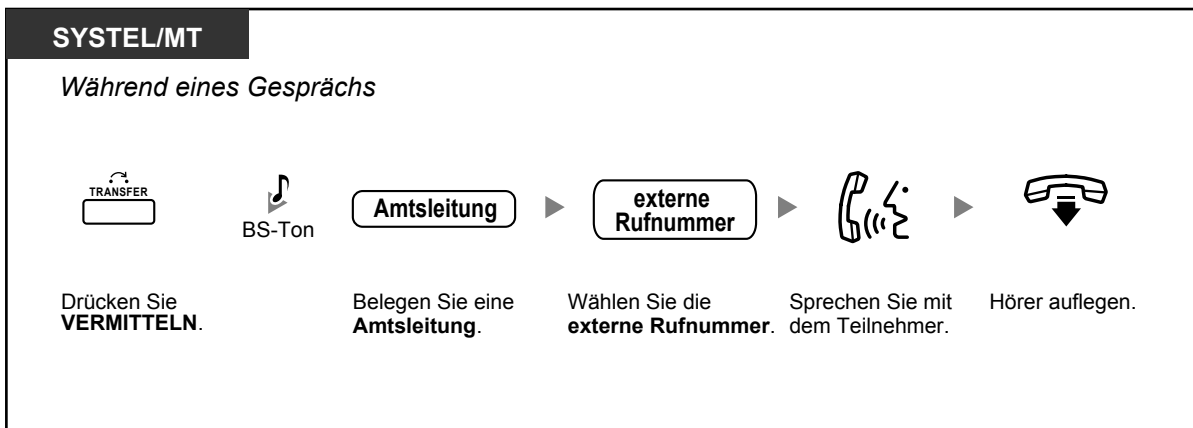 SYSTEL/MT
Während eines Gesprächs
TRANSFER
BS-Ton
Amtsleitung
externe
Rufnummer
Drücken Sie
VERMITTELN.
Belegen Sie eine
Amtsleitung.
Wählen Sie die
externe Rufnummer.
Sprechen Sie mit
dem Teilnehmer.
Hörer auflegen.